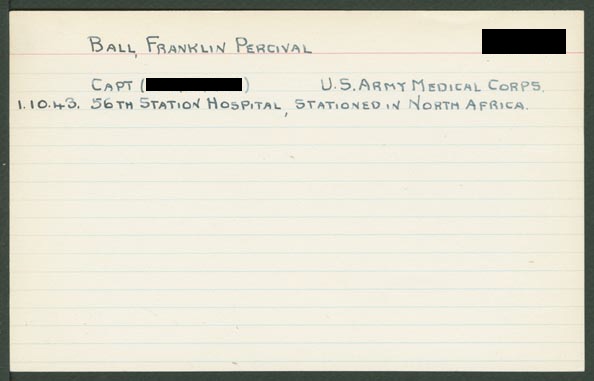 BALL, FRANKLIN PERCIVAL
CAPT ( ) U.S. ARMY MEDICAL CORPS.
1.10.43. 56TH STATION HOSPITAL, STATIONED IN NORTH AFRICA.